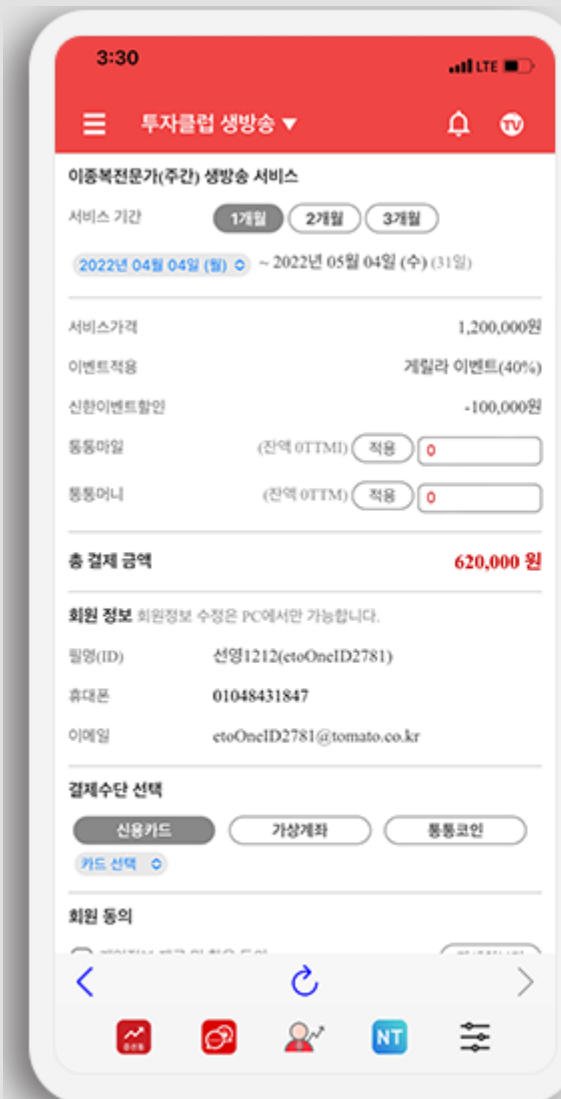 3:30
LTE
투자클럽 생방송 ▼
TV
이종복전문가(주간) 생방송 서비스
서비스 기간 1개월 2개월 3개월
2022년 04월 04일 (월) ~ 2022년 05월 04일 (수) (31일)
서비스가격 1,200,000원
이벤트적용 게릴라 이벤트(40%)
신한이벤트할인 -100,000원
통통마일 (잔액 0TTMI) 적용 0
통통머니 (잔액 0TTM) 적용 0
총 결제 금액 620,000 원
회원 정보 회원정보 수정은 PC에서만 가능합니다.
필명(ID) 선영1212(etoOneID2781)
휴대폰 01048431847
이메일 etoOneID2781@tomato.co.kr
결제수단 선택
신용카드 가상계좌 통통코인
카드 선택
회원 동의
NT